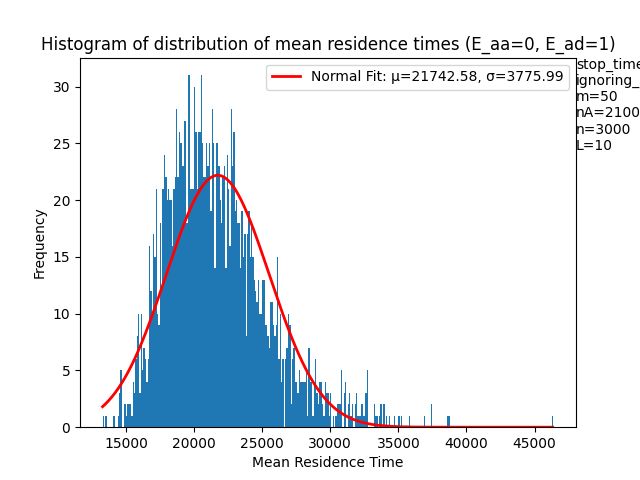 Histogram of distribution of mean residence times (E_aa=0, E_ad=1)
Normal Fit: μ=21742.58, σ=3775.99
stop_time
ignoring_
m=50
nA=2100
n=3000
L=10
30
25
20
15
10
5
0
Frequency
15000 20000 25000 30000 35000 40000 45000
Mean Residence Time